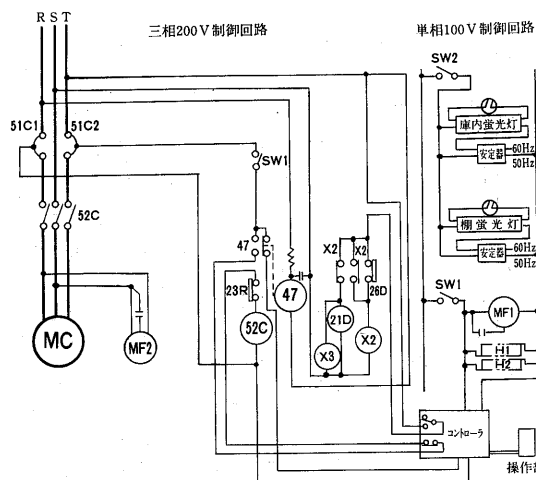 三相200V制御回路
単相100V制御回路
R S T
SW2
51C1
51C2
庫内蛍光灯
安定器
60Hz
50Hz
SW1
52C
棚蛍光灯
安定器
60Hz
50Hz
47
X2
X2
SW1
23R
47
26D
MF1
MC
MF2
52C
21D
X3
X2
H1
H2
コントローラ
操作部